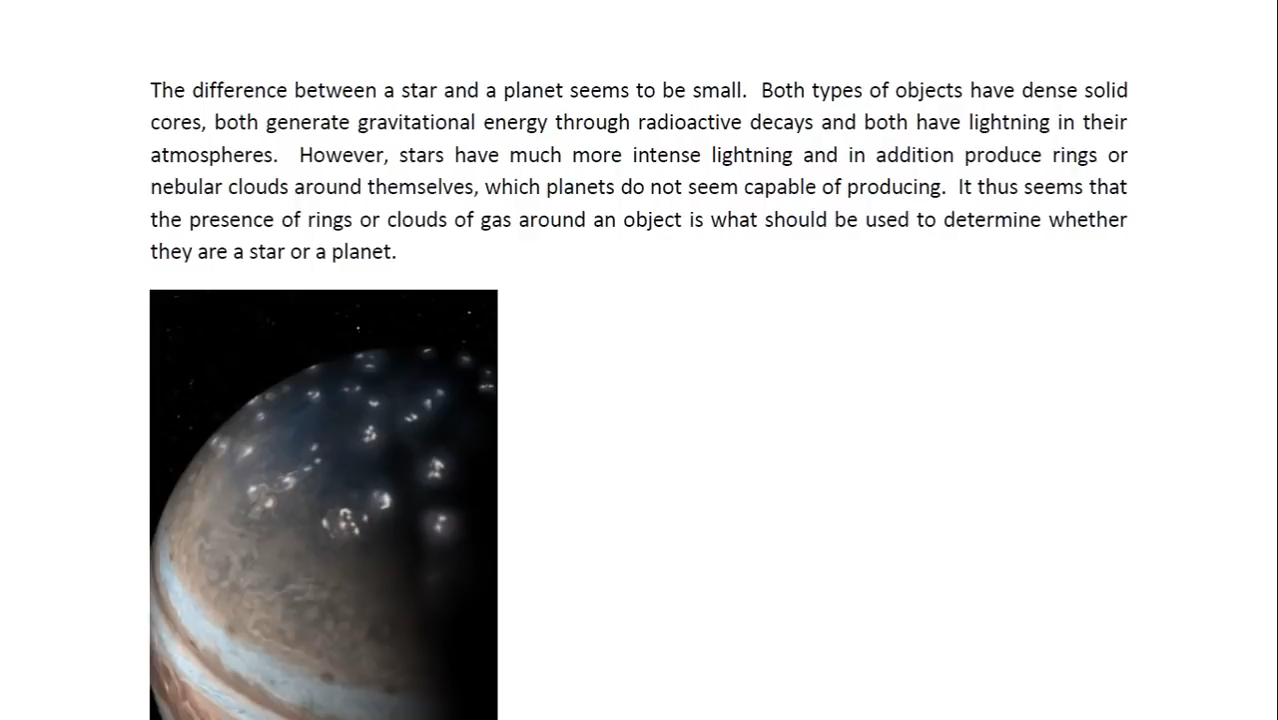 The difference between a star and a planet seems to be small.  Both types of objects have dense solid
cores, both generate gravitational energy through radioactive decays and both have lightning in their
atmospheres.  However, stars have much more intense lightning and in addition produce rings or
nebular clouds around themselves, which planets do not seem capable of producing.  It thus seems that
the presence of rings or clouds of gas around an object is what should be used to determine whether
they are a star or a planet.